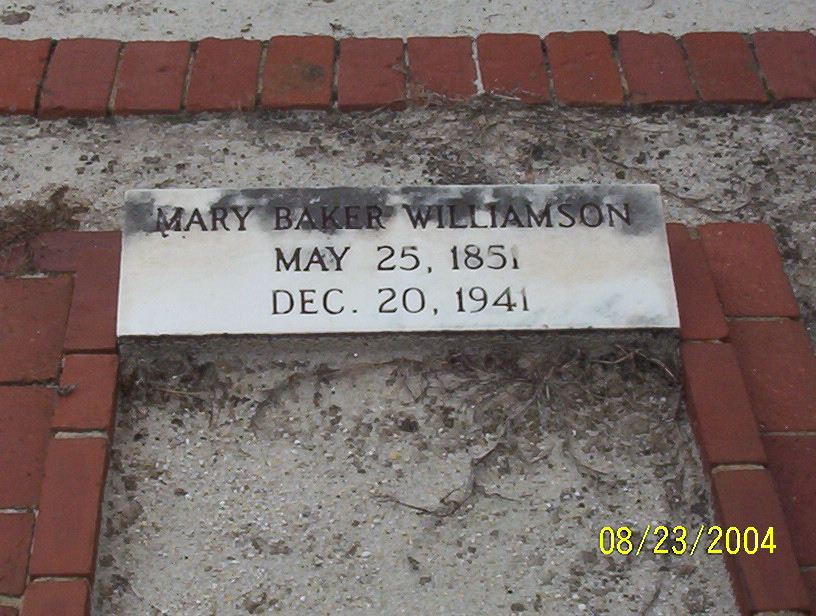 MARY BAKER WILLIAMSON
MAY 25, 1851
DEC. 20, 1941
08/23/2004